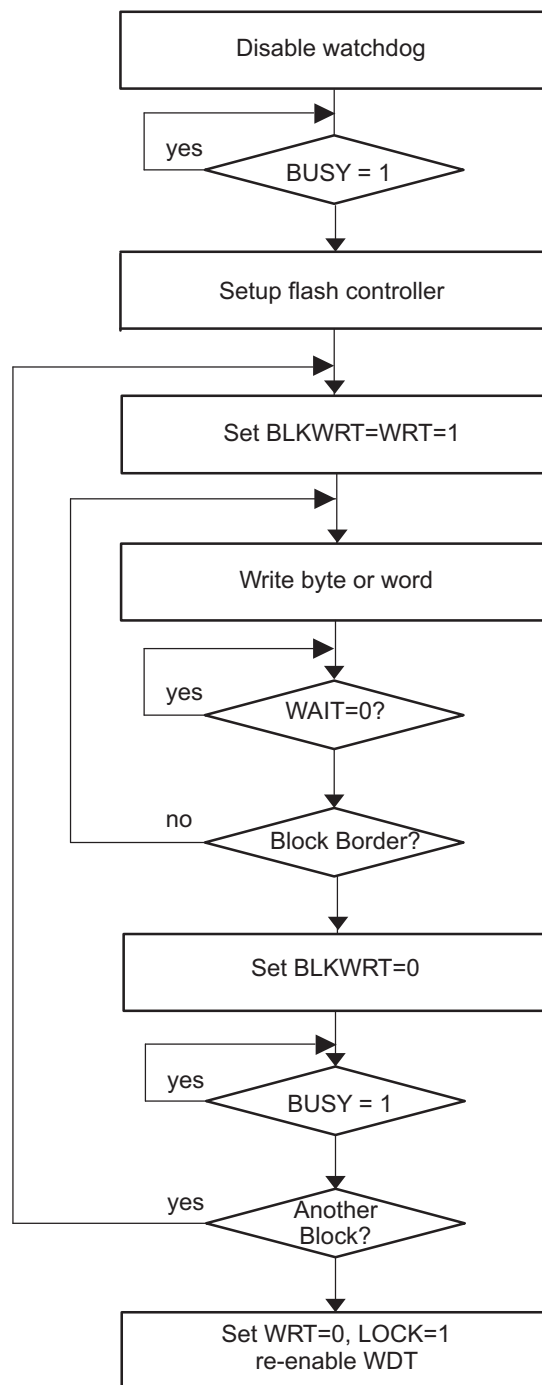 Disable watchdog
yes
BUSY = 1
Setup flash controller
Set BLKWRT=WRT=1
Write byte or word
yes
WAIT=0?
no
Block Border?
Set BLKWRT=0
yes
BUSY = 1
yes
Another
Block?
Set WRT=0, LOCK=1
re-enable WDT